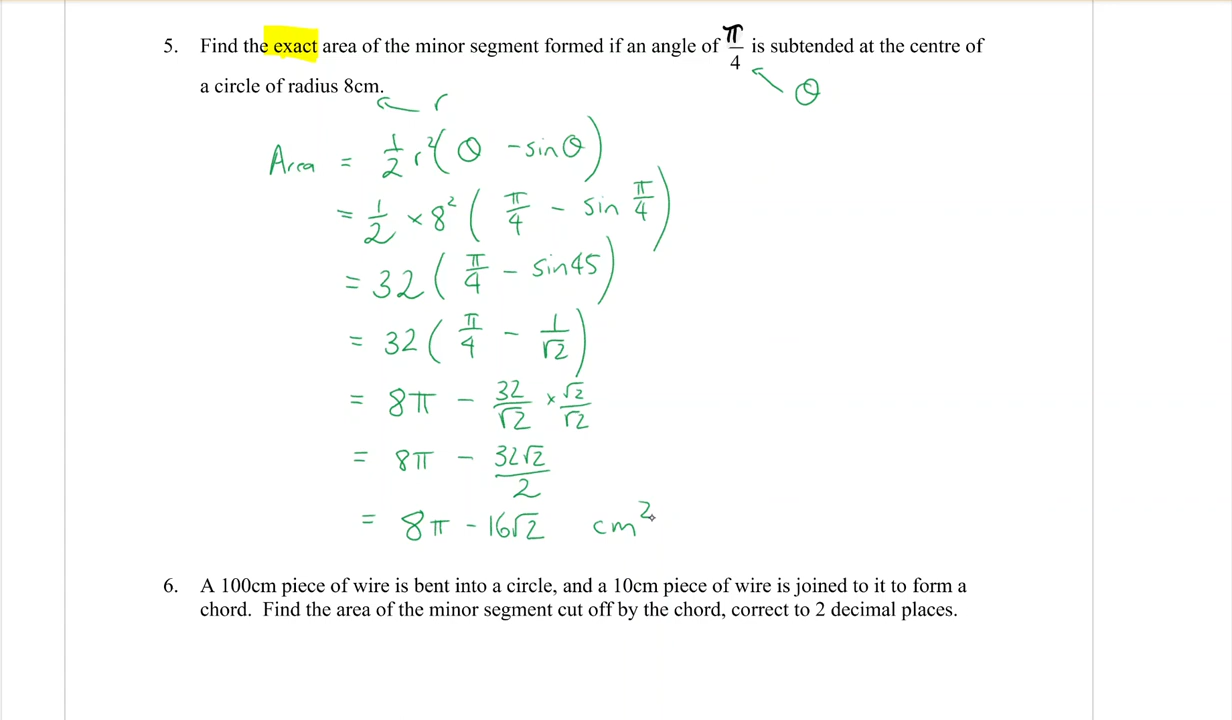 5. Find the exact area of the minor segment formed if an angle of π/4 is subtended at the centre of
a circle of radius 8cm.
r
θ
Area = 1/2 r²(θ - sinθ)
= 1/2 × 8² (π/4 - sin π/4)
= 32 (π/4 - sin45)
= 32 (π/4 - 1/√2)
= 8π - 32/√2 × √2/√2
= 8π - 32√2/2
= 8π - 16√2 cm²
6. A 100cm piece of wire is bent into a circle, and a 10cm piece of wire is joined to it to form a
chord. Find the area of the minor segment cut off by the chord, correct to 2 decimal places.